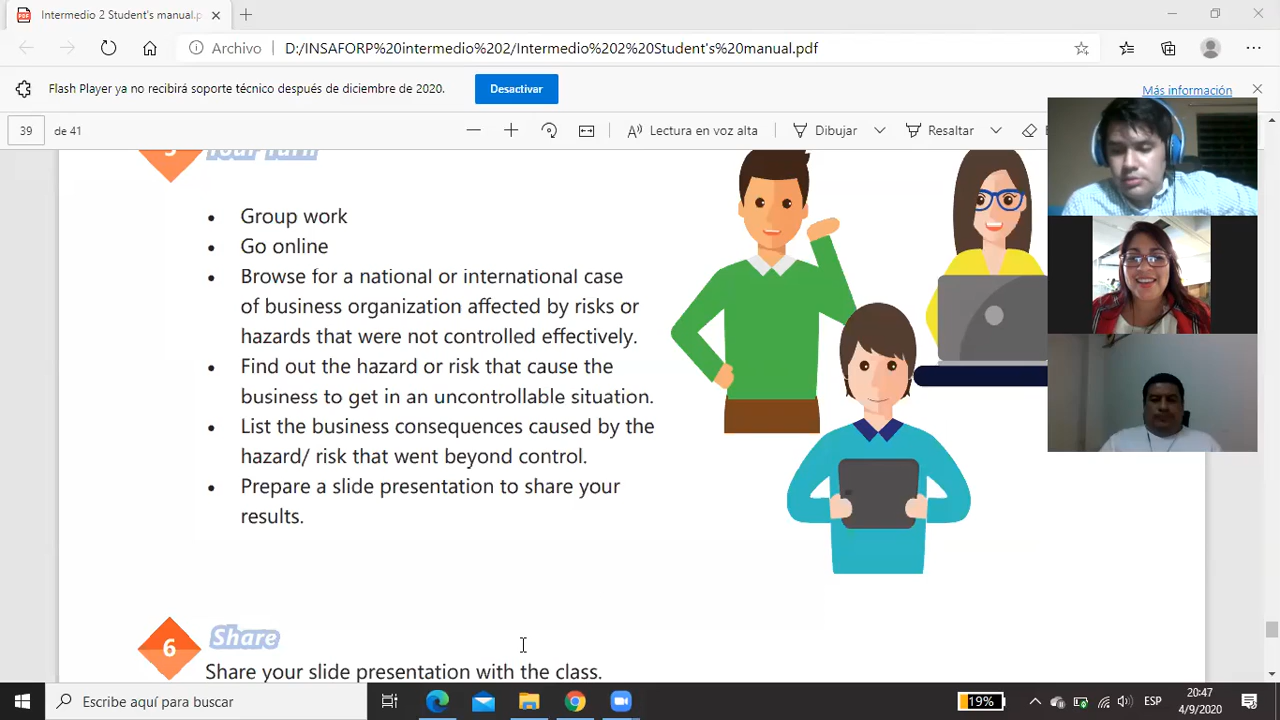 Intermedio 2 Student's manual.p
Archivo
D:/INSAFORP%20intermedio%202/Intermedio%202%20Student's%20manual.pdf
Flash Player ya no recibirá soporte técnico después de diciembre de 2020.
Desactivar
Más información
39
de 41
Lectura en voz alta
Dibujar
Resaltar
5
Your Turn
• Group work
• Go online
• Browse for a national or international case
of business organization affected by risks or
hazards that were not controlled effectively.
• Find out the hazard or risk that cause the
business to get in an uncontrollable situation.
• List the business consequences caused by the
hazard/ risk that went beyond control.
• Prepare a slide presentation to share your
results.
6
Share
Share your slide presentation with the class.
Escribe aquí para buscar
19%
ESP
20:47
4/9/2020